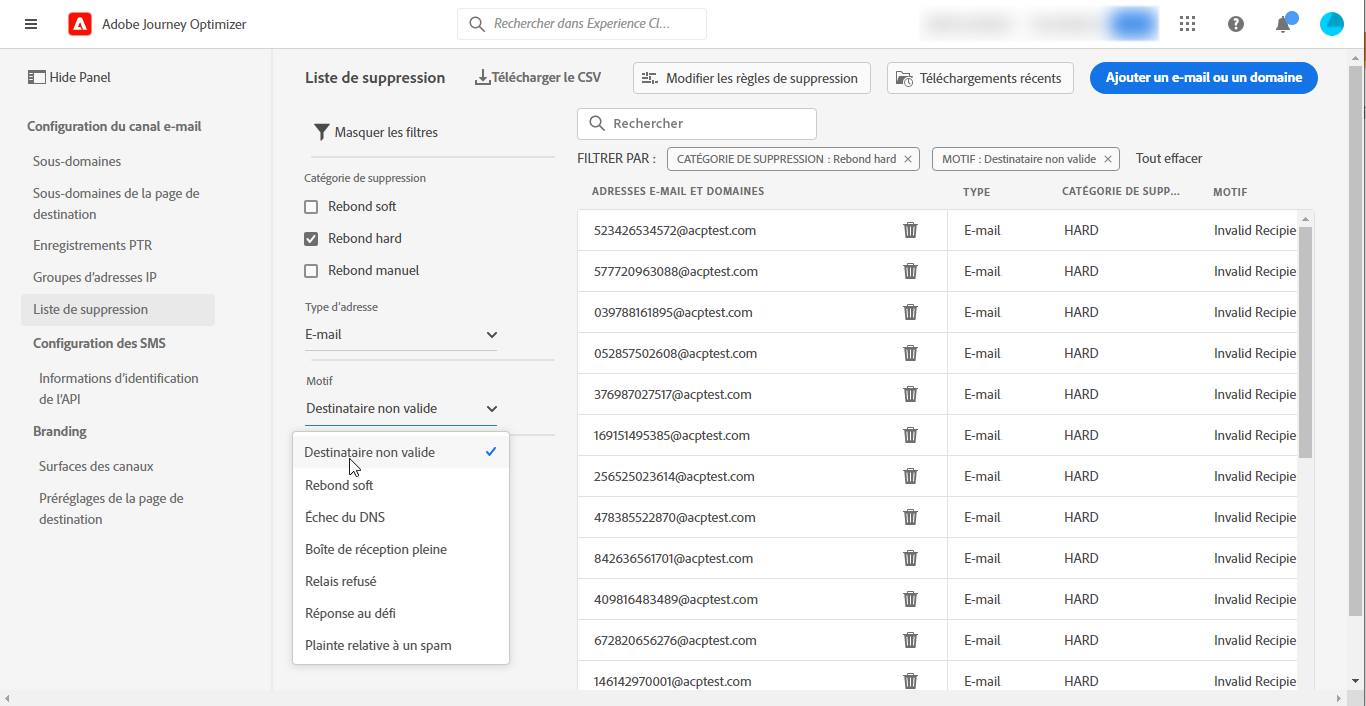 Adobe Journey Optimizer
Rechercher dans Experience Cl...
Hide Panel
Configuration du canal e-mail
Sous-domaines
Sous-domaines de la page de
destination
Enregistrements PTR
Groupes d'adresses IP
Liste de suppression
Configuration des SMS
Informations d'identification
de l'API
Branding
Surfaces des canaux
Préréglages de la page de
destination
Liste de suppression
Télécharger le CSV
Modifier les règles de suppression
Téléchargements récents
Ajouter un e-mail ou un domaine
Masquer les filtres
Catégorie de suppression
Rebond soft
Rebond hard
Rebond manuel
Type d'adresse
E-mail
Motif
Destinataire non valide
Destinataire non valide
Rebond soft
Échec du DNS
Boîte de réception pleine
Relais refusé
Réponse au défi
Plainte relative à un spam
Rechercher
FILTRER PAR : CATÉGORIE DE SUPPRESSION : Rebond hard × MOTIF : Destinataire non valide × Tout effacer
ADRESSES E-MAIL ET DOMAINES TYPE CATÉGORIE DE SUPP... MOTIF
523426534572@acptest.com E-mail HARD Invalid Recipie
577720963088@acptest.com E-mail HARD Invalid Recipie
039788161895@acptest.com E-mail HARD Invalid Recipie
052857502608@acptest.com E-mail HARD Invalid Recipie
376987027517@acptest.com E-mail HARD Invalid Recipie
169151495385@acptest.com E-mail HARD Invalid Recipie
256525023614@acptest.com E-mail HARD Invalid Recipie
478385522870@acptest.com E-mail HARD Invalid Recipie
842636561701@acptest.com E-mail HARD Invalid Recipie
409816483489@acptest.com E-mail HARD Invalid Recipie
672820656276@acptest.com E-mail HARD Invalid Recipie
146142970001@acptest.com E-mail HARD Invalid Recipie